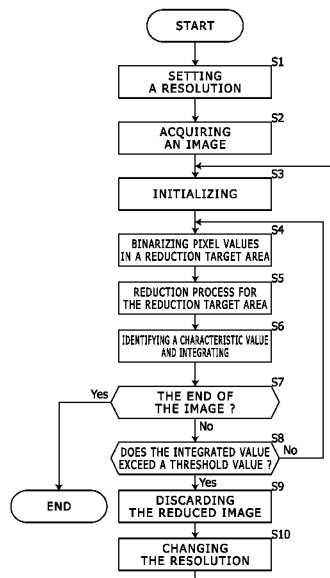 START
S1
SETTING
A RESOLUTION
S2
ACQUIRING
AN IMAGE
S3
INITIALIZING
S4
BINARIZING PIXEL VALUES
IN A REDUCTION TARGET AREA
S5
REDUCTION PROCESS FOR
THE REDUCTION TARGET AREA
S6
IDENTIFYING A CHARACTERISTIC VALUE
AND INTEGRATING
S7
Yes
THE END OF
THE IMAGE ?
No
S8
DOES THE INTEGRATED VALUE
EXCEED A THRESHOLD VALUE ?
No
Yes
S9
END
DISCARDING
THE REDUCED IMAGE
S10
CHANGING
THE RESOLUTION